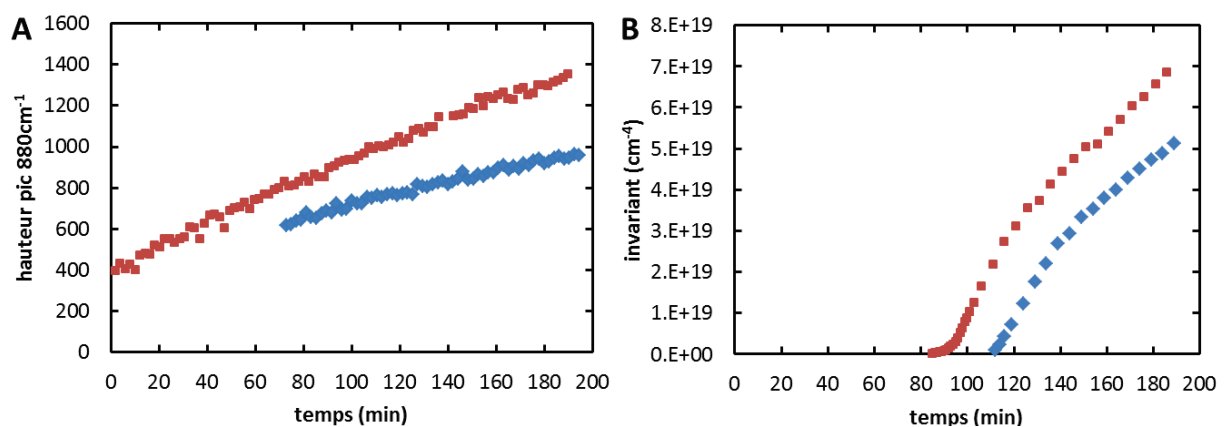 A
hauteur pic 880cm⁻¹
1600
1400
1200
1000
800
600
400
200
0
0 20 40 60 80 100 120 140 160 180 200
temps (min)
B
invariant (cm⁻⁴)
8.E+19
7.E+19
6.E+19
5.E+19
4.E+19
3.E+19
2.E+19
1.E+19
0.E+00
0 20 40 60 80 100 120 140 160 180 200
temps (min)